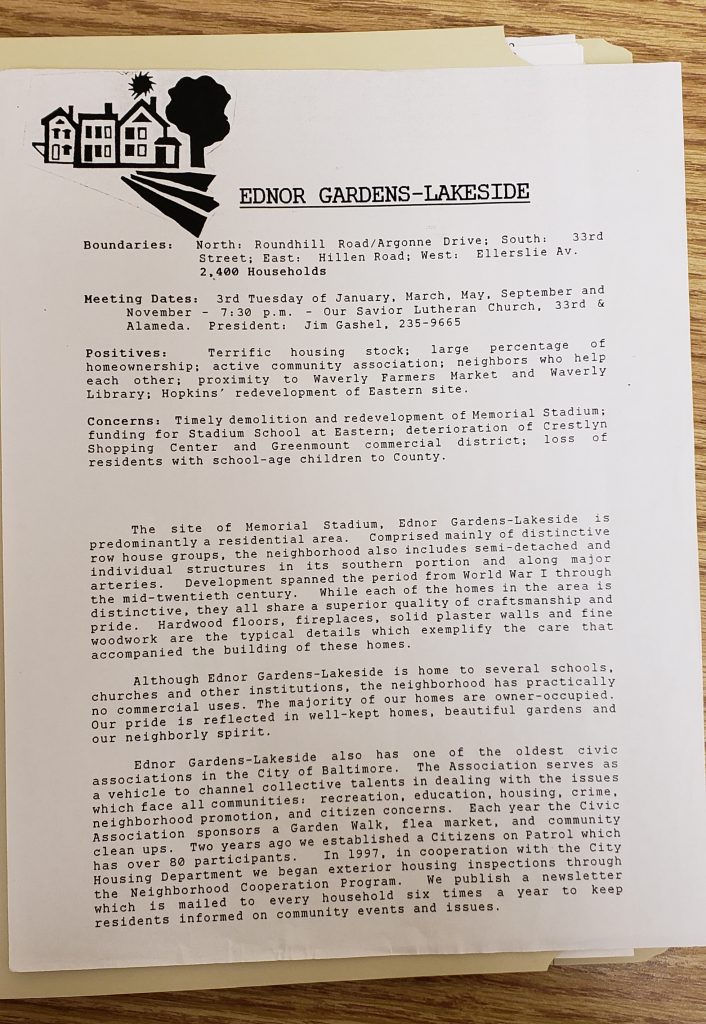 EDNOR GARDENS-LAKESIDE
Boundaries: North: Roundhill Road/Argonne Drive; South: 33rd
Street; East: Hillen Road; West: Ellerslie Av.
2,400 Households
Meeting Dates: 3rd Tuesday of January, March, May, September and
November - 7:30 p.m. - Our Savior Lutheran Church, 33rd &
Alameda. President: Jim Gashel, 235-9665
Positives: Terrific housing stock; large percentage of
homeownership; active community association; neighbors who help
each other; proximity to Waverly Farmers Market and Waverly
Library; Hopkins' redevelopment of Eastern site.
Concerns: Timely demolition and redevelopment of Memorial Stadium;
funding for Stadium School at Eastern; deterioration of Crestlyn
Shopping Center and Greenmount commercial district; loss of
residents with school-age children to County.
The site of Memorial Stadium, Ednor Gardens-Lakeside is
predominantly a residential area. Comprised mainly of distinctive
row house groups, the neighborhood also includes semi-detached and
individual structures in its southern portion and along major
arteries. Development spanned the period from World War I through
the mid-twentieth century. While each of the homes in the area is
distinctive, they all share a superior quality of craftsmanship and
pride. Hardwood floors, fireplaces, solid plaster walls and fine
woodwork are the typical details which exemplify the care that
accompanied the building of these homes.
Although Ednor Gardens-Lakeside is home to several schools,
churches and other institutions, the neighborhood has practically
no commercial uses. The majority of our homes are owner-occupied.
Our pride is reflected in well-kept homes, beautiful gardens and
our neighborly spirit.
Ednor Gardens-Lakeside also has one of the oldest civic
associations in the City of Baltimore. The Association serves as
a vehicle to channel collective talents in dealing with the issues
which face all communities: recreation, education, housing, crime,
neighborhood promotion, and citizen concerns. Each year the Civic
Association sponsors a Garden Walk, flea market, and community
clean ups. Two years ago we established a Citizens on Patrol which
has over 80 participants. In 1997, in cooperation with the City
Housing Department we began exterior housing inspections through
the Neighborhood Cooperation Program. We publish a newsletter
which is mailed to every household six times a year to keep
residents informed on community events and issues.